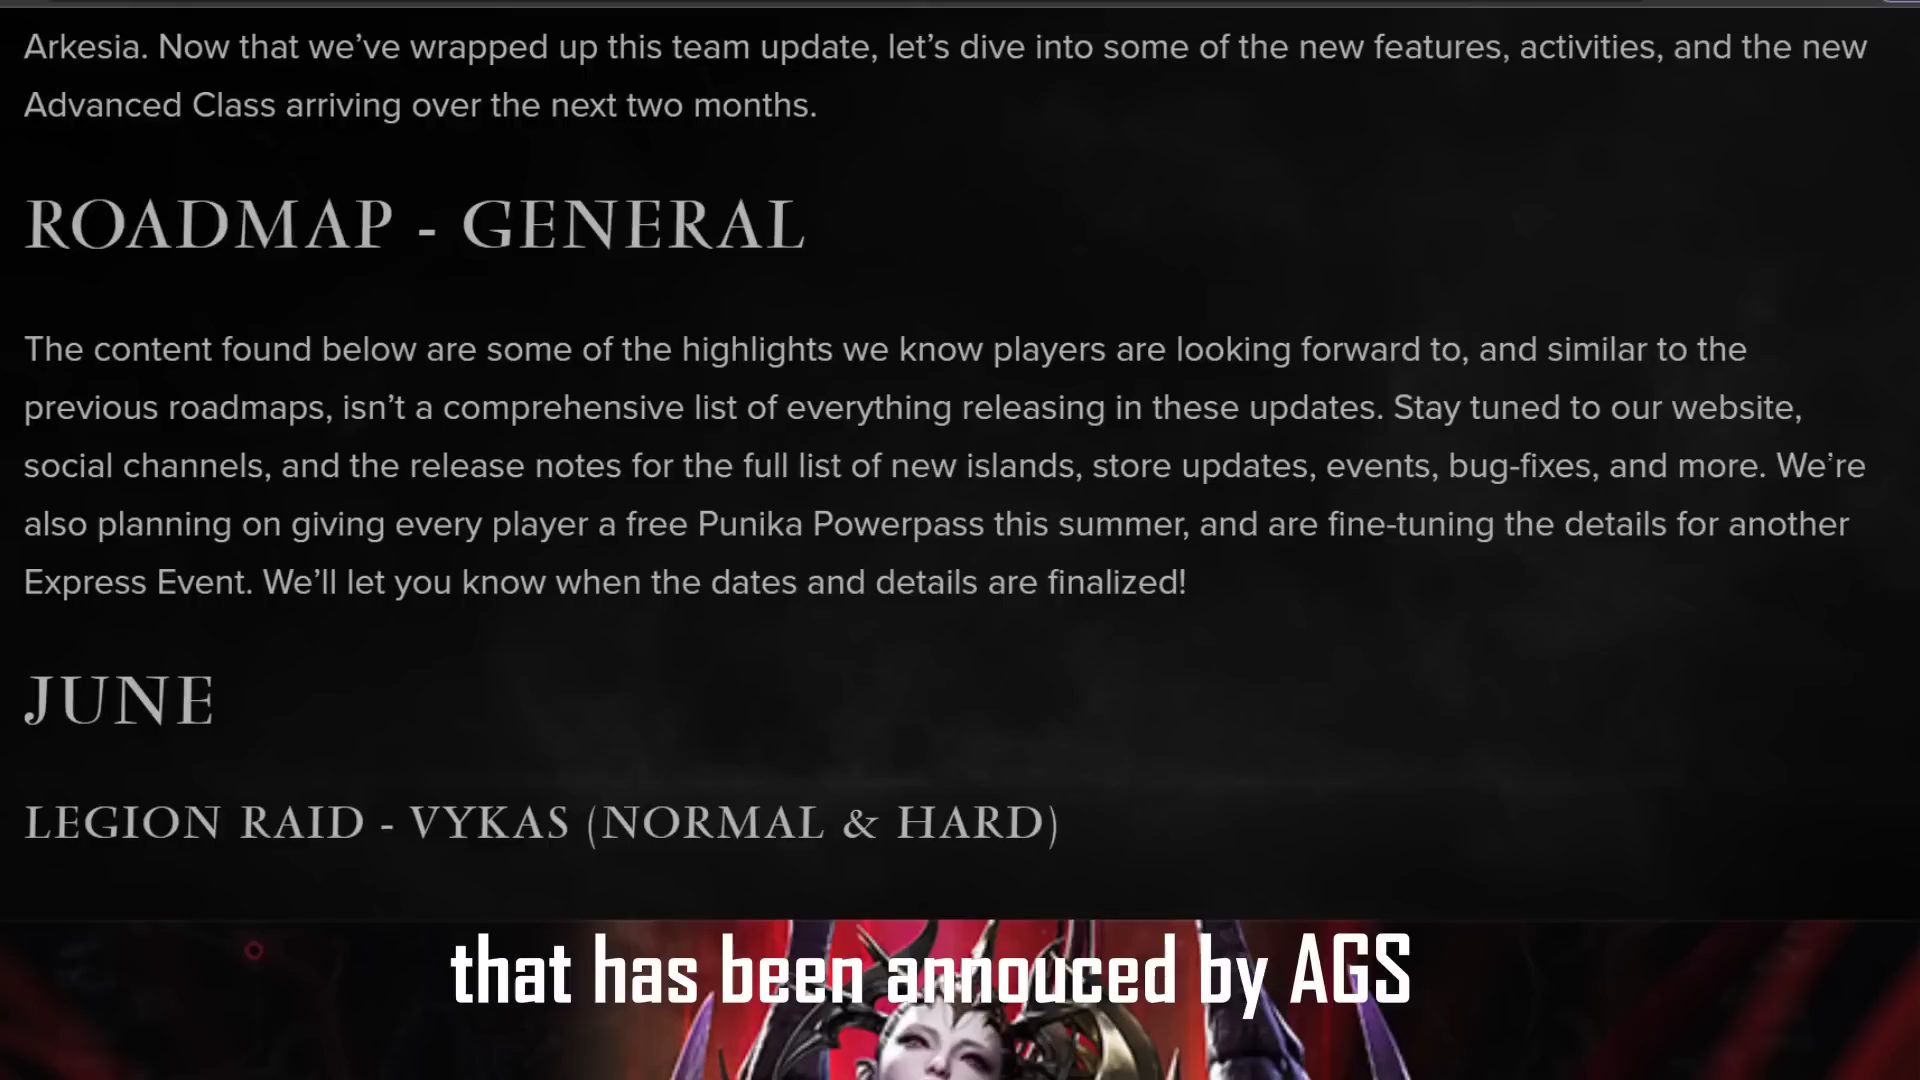 Arkesia. Now that we’ve wrapped up this team update, let’s dive into some of the new features, activities, and the new
Advanced Class arriving over the next two months.
ROADMAP - GENERAL
The content found below are some of the highlights we know players are looking forward to, and similar to the
previous roadmaps, isn’t a comprehensive list of everything releasing in these updates. Stay tuned to our website,
social channels, and the release notes for the full list of new islands, store updates, events, bug-fixes, and more. We’re
also planning on giving every player a free Punika Powerpass this summer, and are fine-tuning the details for another
Express Event. We’ll let you know when the dates and details are finalized!
JUNE
LEGION RAID - VYKAS (NORMAL & HARD)
that has been annouced by AGS